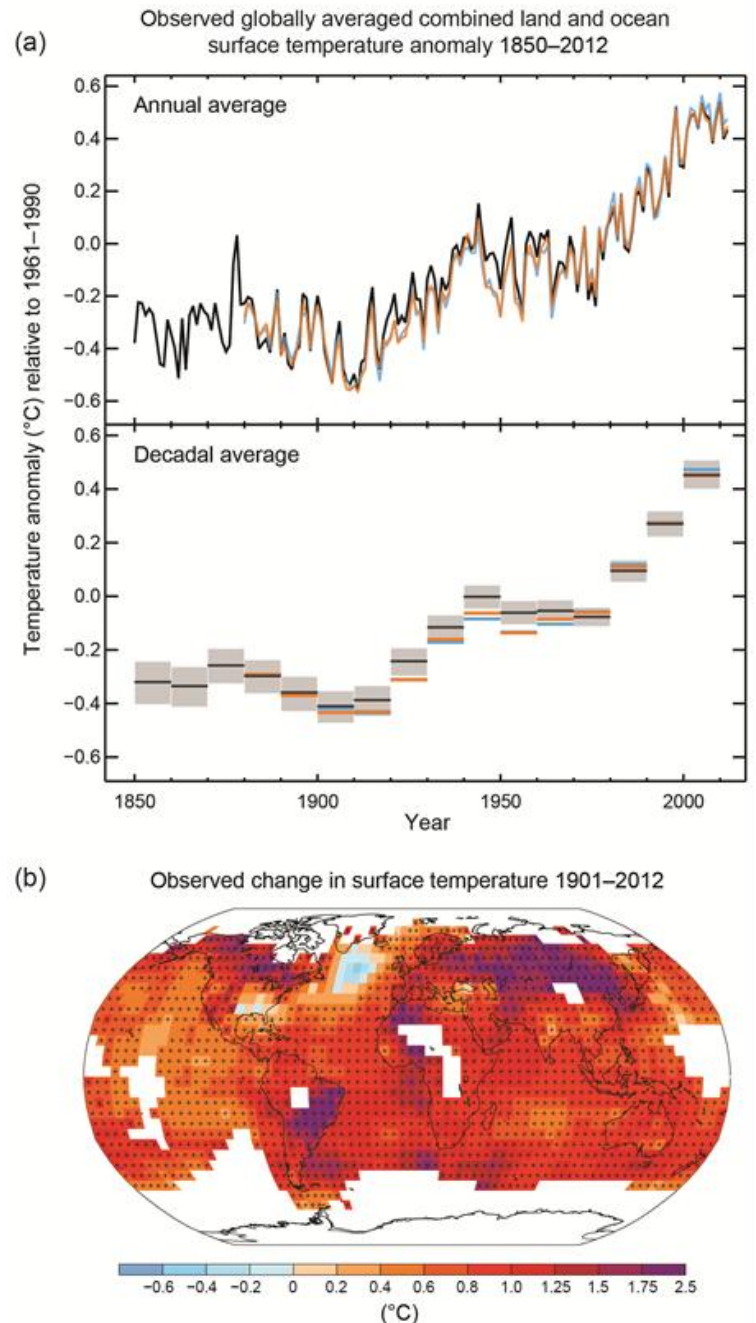 Observed globally averaged combined land and ocean
surface temperature anomaly 1850–2012
(a)
Temperature anomaly (°C) relative to 1961–1990
Annual average
0.6
0.4
0.2
0.0
−0.2
−0.4
−0.6
Decadal average
0.6
0.4
0.2
0.0
−0.2
−0.4
−0.6
1850 1900 1950 2000
Year
(b)
Observed change in surface temperature 1901–2012
−0.6 −0.4 −0.2 0 0.2 0.4 0.6 0.8 1.0 1.25 1.5 1.75 2.5
(°C)